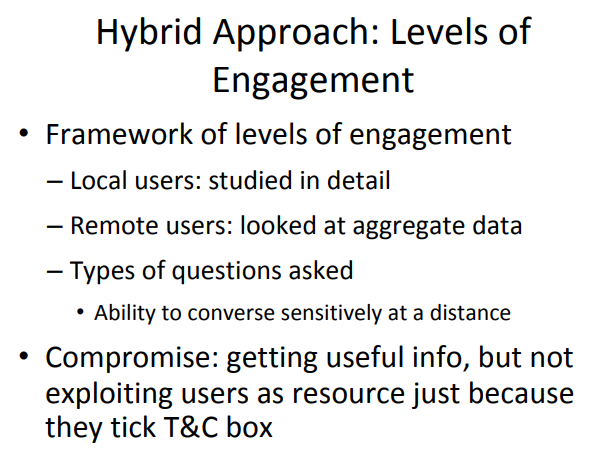 Hybrid Approach: Levels of
Engagement
• Framework of levels of engagement
– Local users: studied in detail
– Remote users: looked at aggregate data
– Types of questions asked
• Ability to converse sensitively at a distance
• Compromise: getting useful info, but not
exploiting users as resource just because
they tick T&C box